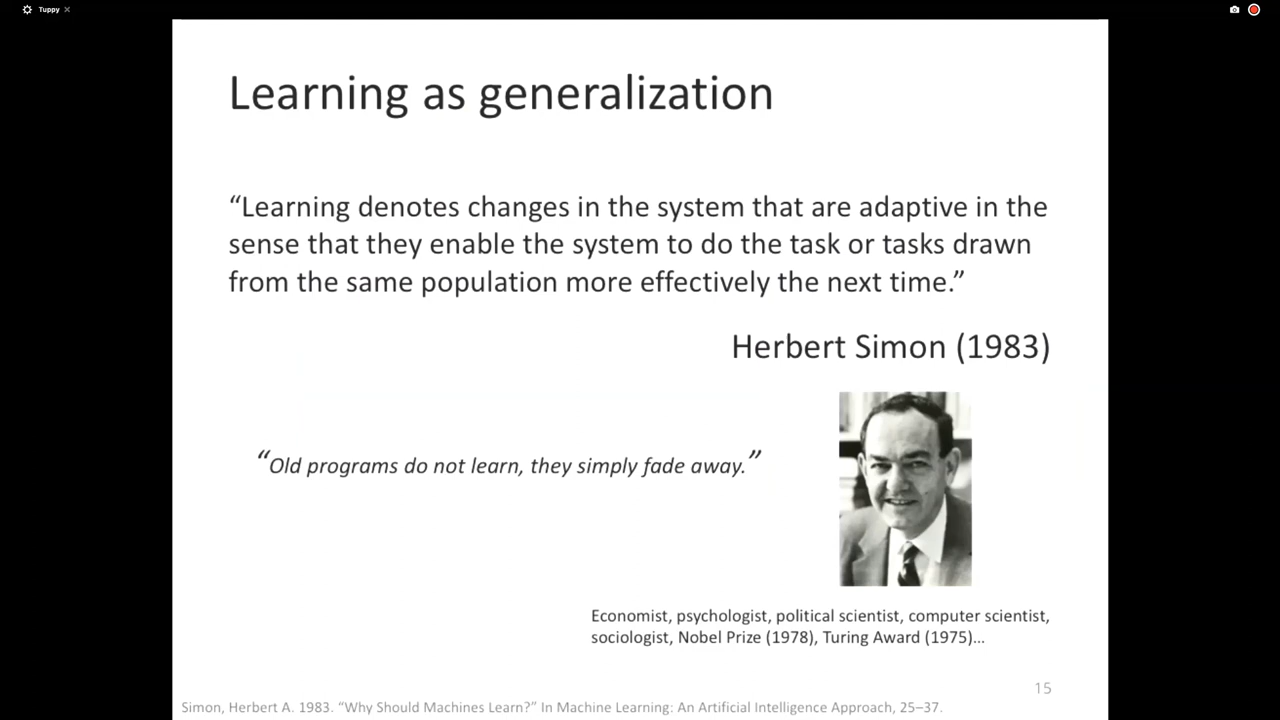 Tuppy
Learning as generalization
“Learning denotes changes in the system that are adaptive in the
sense that they enable the system to do the task or tasks drawn
from the same population more effectively the next time.”
Herbert Simon (1983)
“Old programs do not learn, they simply fade away.”
Economist, psychologist, political scientist, computer scientist,
sociologist, Nobel Prize (1978), Turing Award (1975)...
15
Simon, Herbert A. 1983. “Why Should Machines Learn?” In Machine Learning: An Artificial Intelligence Approach, 25–37.